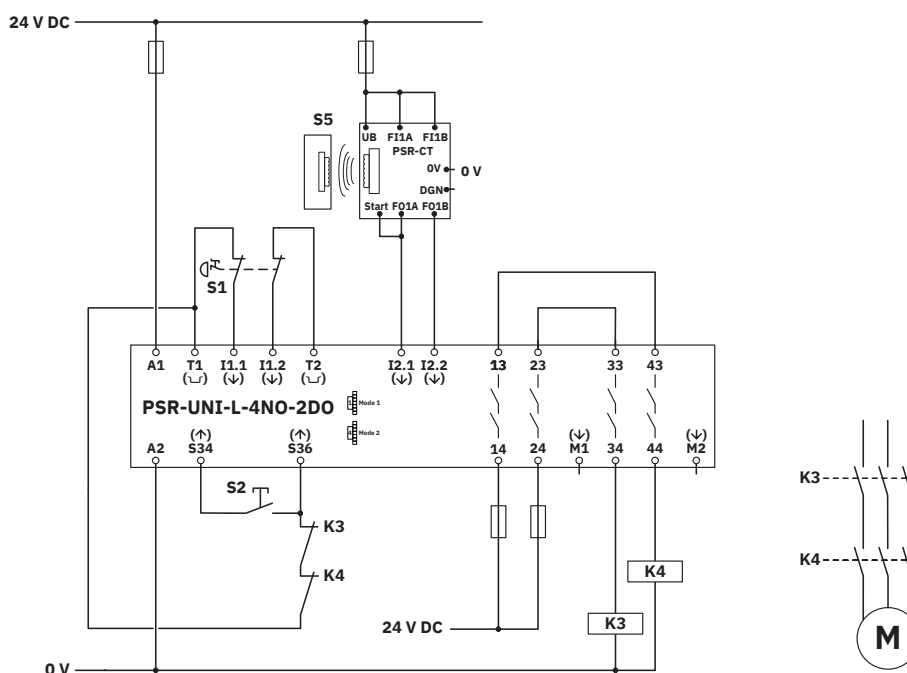 24 V DC
S5
UB FI1A FI1B
PSR-CT
0V 0 V
DGN
Start FO1A FO1B
S1
A1 T1 I1.1 I1.2 T2 I2.1 I2.2 13 23 33 43
PSR-UNI-L-4NO-2DO
1 Mode 1
4 Mode 2
A2 S34 S36 14 24 M1 34 44 M2
S2
K3
K4
K4
K3
24 V DC
0 V
K3
K4
M